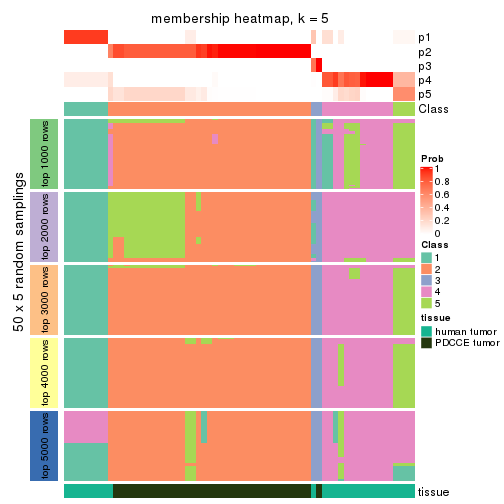 membership heatmap, k = 5
p1
p2
p3
p4
p5
Class
50 x 5 random samplings
top 1000 rows
top 2000 rows
top 3000 rows
top 4000 rows
top 5000 rows
tissue
Prob
1
0.8
0.6
0.4
0.2
0
Class
1
2
3
4
5
tissue
human tumor
PDCCE tumor